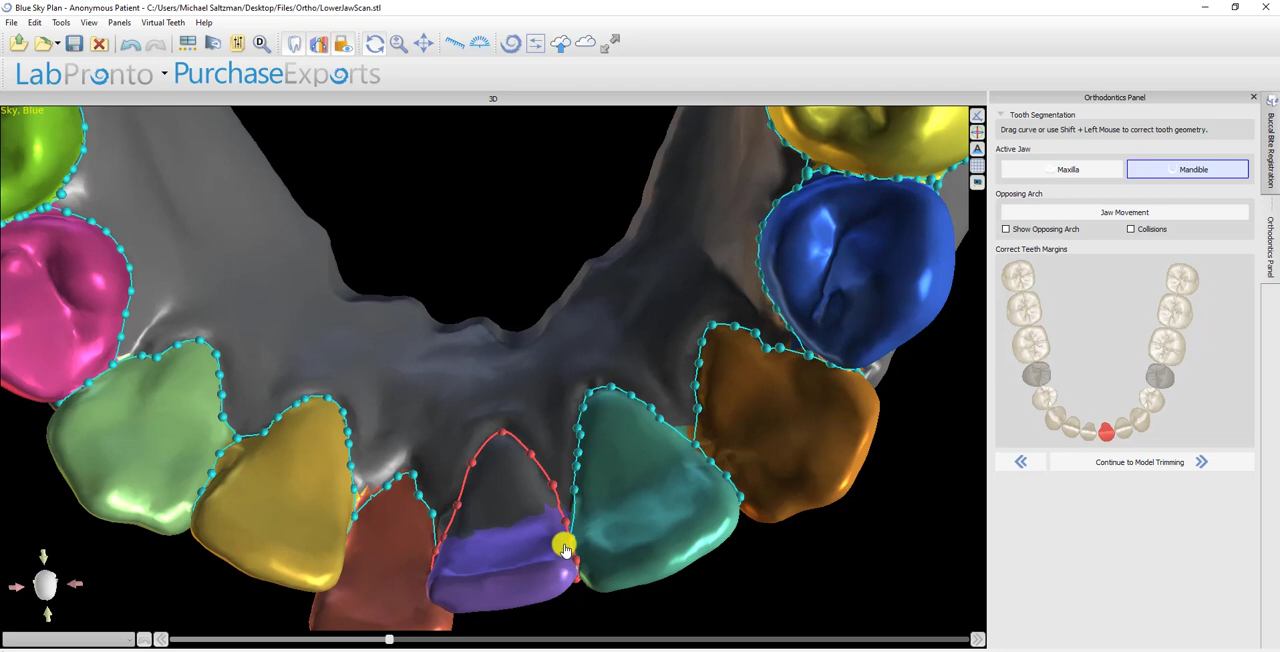 Blue Sky Plan - Anonymous Patient - C:/Users/Michael Saltzman/Desktop/Files/Ortho/LowerJawScan.stl
File Edit Tools View Panels Virtual Teeth Help
LabPronto PurchaseExports
3D
Orthodontics Panel
Sky, Blue
Tooth Segmentation
Drag curve or use Shift + Left Mouse to correct tooth geometry.
Active Jaw
Maxilla
Mandible
Opposing Arch
Jaw Movement
Show Opposing Arch
Collisions
Correct Teeth Margins
Continue to Model Trimming
Buccal Bite Registration
Orthodontics Panel